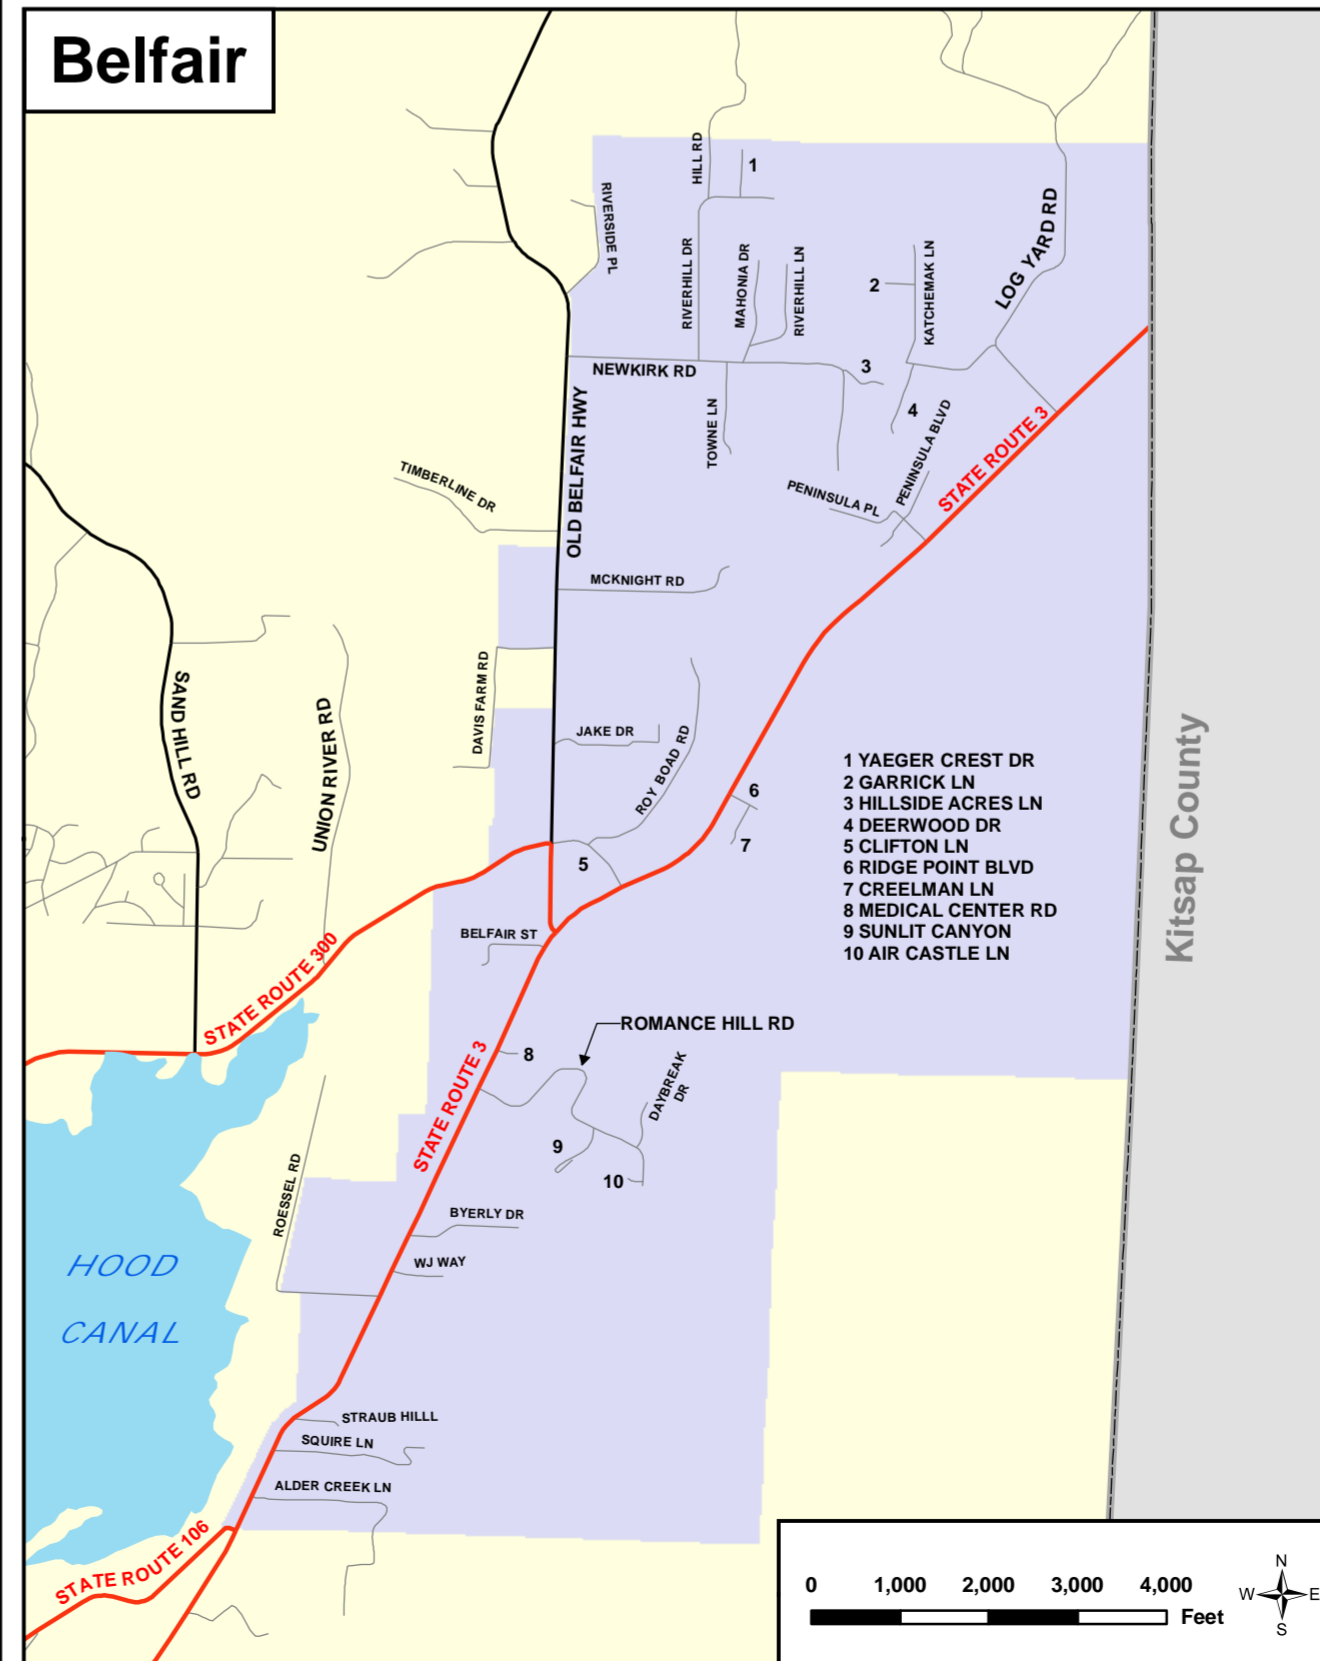 Belfair
HILL RD
1
RIVERSIDE PL
LOG YARD RD
RIVERHILL DR
MAHONIA DR
RIVERHILL LN
KATCHEMAK LN
2
NEWKIRK RD
3
OLD BELFAIR HWY
TOWNE LN
4
PENINSULA BLVD
STATE ROUTE 3
TIMBERLINE DR
PENINSULA PL
MCKNIGHT RD
SAND HILL RD
UNION RIVER RD
DAVIS FARM RD
JAKE DR
ROY BOAD RD
Kitsap County
1 YAEGER CREST DR
2 GARRICK LN
3 HILLSIDE ACRES LN
4 DEERWOOD DR
5 CLIFTON LN
6 RIDGE POINT BLVD
7 CREELMAN LN
8 MEDICAL CENTER RD
9 SUNLIT CANYON
10 AIR CASTLE LN
6
7
5
BELFAIR ST
STATE ROUTE 300
ROMANCE HILL RD
8
STATE ROUTE 3
DAYBREAK
DR
9
10
ROESSEL RD
BYERLY DR
WJ WAY
HOOD
CANAL
STRAUB HILLL
SQUIRE LN
ALDER CREEK LN
STATE ROUTE 106
0 1,000 2,000 3,000 4,000
Feet
N
W E
S